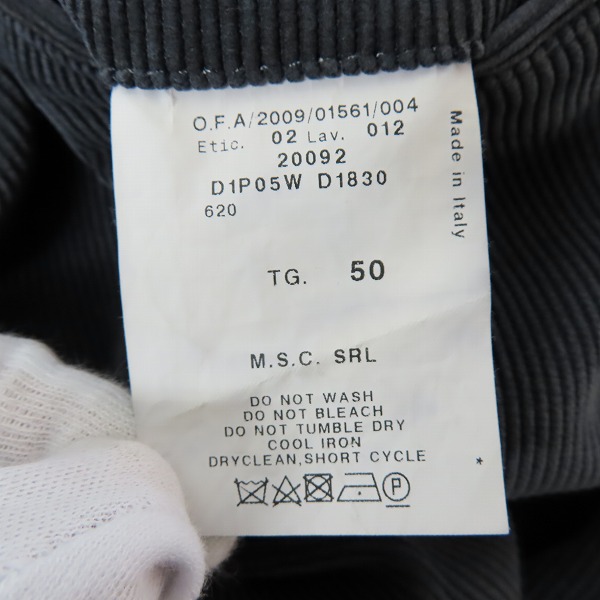 O.F.A/2009/01561/004
Etic. 02 Lav. 012
20092
D1P05W D1830
620
Made in Italy
TG. 50
M.S.C. SRL
DO NOT WASH
DO NOT BLEACH
DO NOT TUMBLE DRY
COOL IRON
DRYCLEAN,SHORT CYCLE *
P